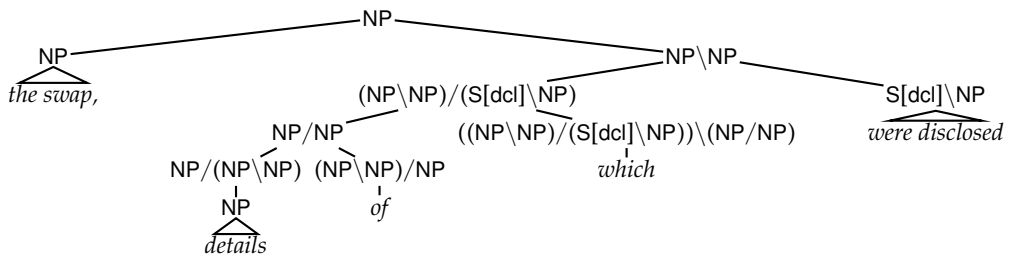 NP
NP NP\NP
the swap, (NP\NP)/(S[dcl]\NP) S[dcl]\NP
NP/NP ((NP\NP)/(S[dcl]\NP))\(NP/NP) were disclosed
NP/(NP\NP) (NP\NP)/NP which
NP of
details